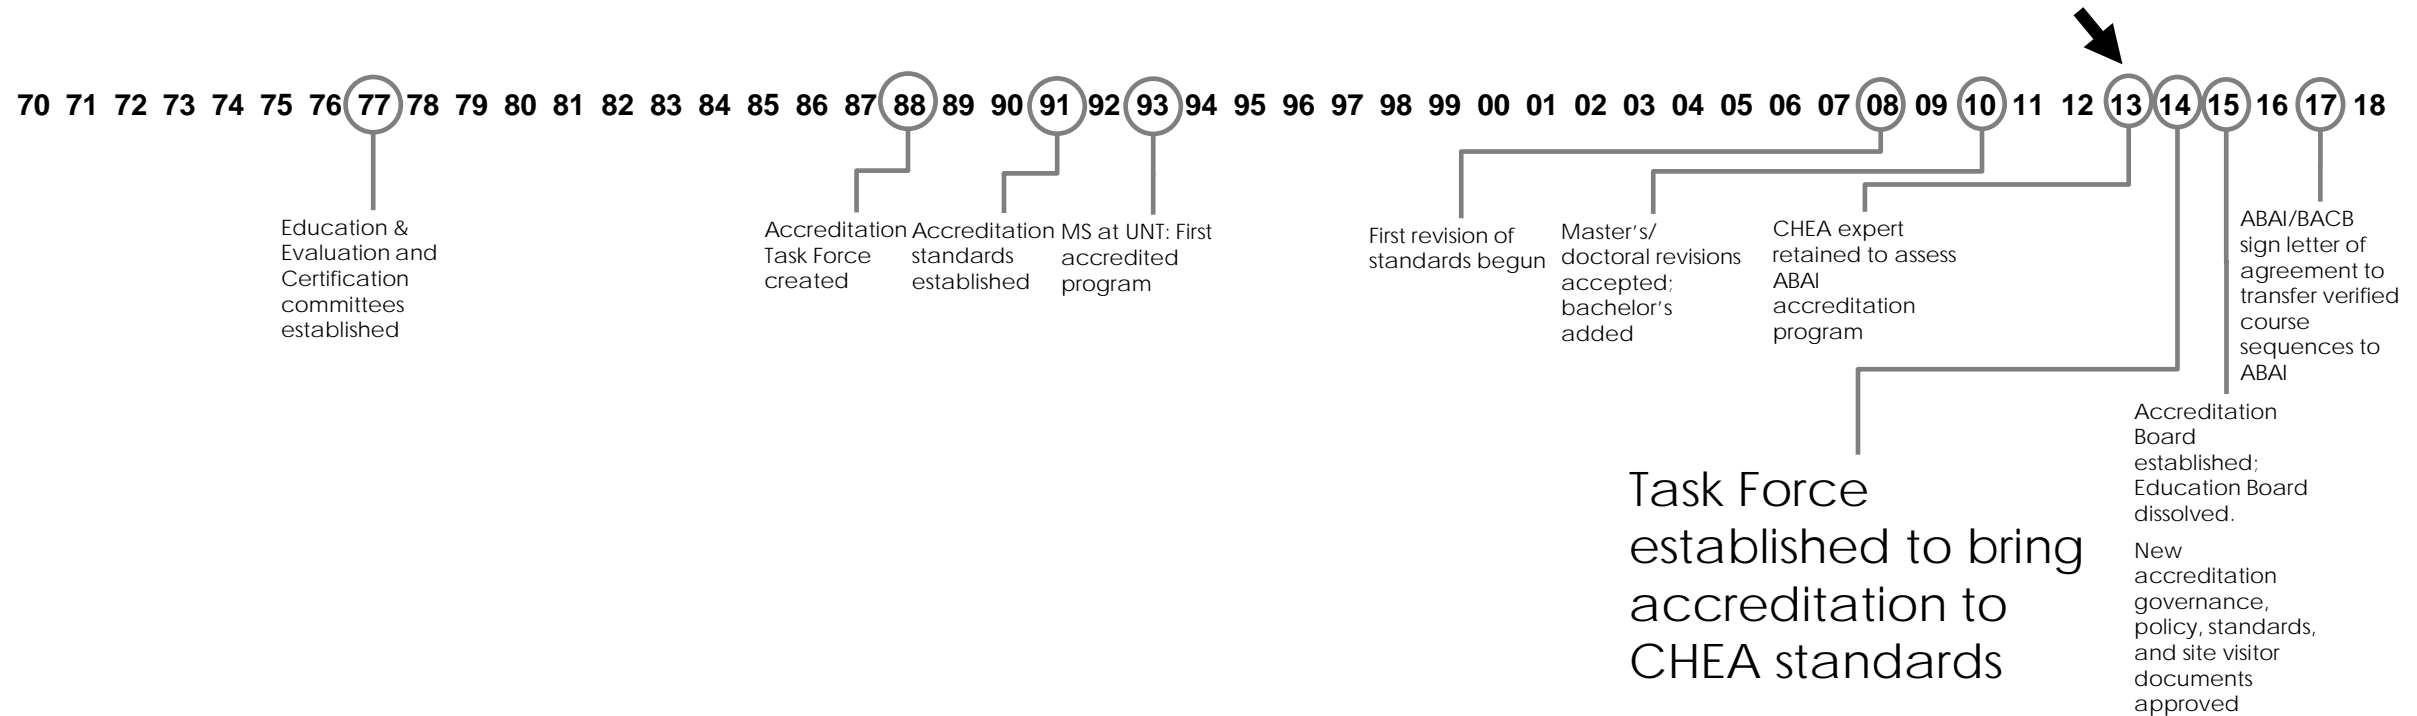 70 71 72 73 74 75 76 77 78 79 80 81 82 83 84 85 86 87 88 89 90 91 92 93 94 95 96 97 98 99 00 01 02 03 04 05 06 07 08 09 10 11 12 13 14 15 16 17 18
Education &
Evaluation and
Certification
committees
established
Accreditation
Task Force
created
Accreditation
standards
established
MS at UNT: First
accredited
program
First revision of
standards begun
Master's/
doctoral revisions
accepted;
bachelor's
added
CHEA expert
retained to assess
ABAI
accreditation
program
Task Force
established to bring
accreditation to
CHEA standards
Accreditation
Board
established;
Education Board
dissolved.
New
accreditation
governance,
policy, standards,
and site visitor
documents
approved
ABAI/BACB
sign letter of
agreement to
transfer verified
course
sequences to
ABAI